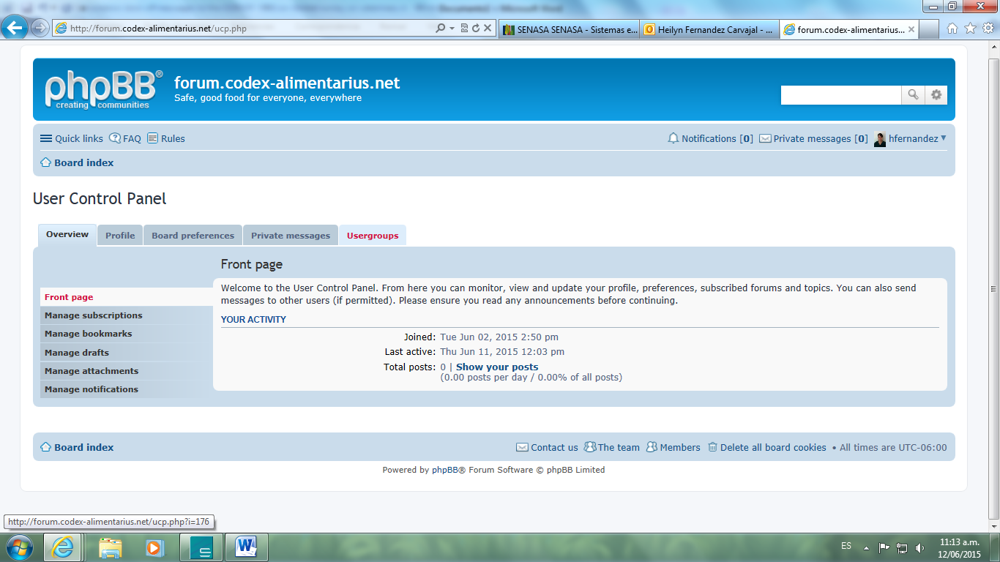 http://forum.codex-alimentarius.net/ucp.php
SENASA SENASA - Sistemas e...
Heilyn Fernandez Carvajal - ...
forum.codex-alimentarius...
phpBB®
creating communities
forum.codex-alimentarius.net
Safe, good food for everyone, everywhere
Quick links FAQ Rules
Notifications [0] Private messages [0] hfernandez
Board index
User Control Panel
Overview Profile Board preferences Private messages Usergroups
Front page
Front page
Manage subscriptions
Manage bookmarks
Manage drafts
Manage attachments
Manage notifications
Welcome to the User Control Panel. From here you can monitor, view and update your profile, preferences, subscribed forums and topics. You can also send
messages to other users (if permitted). Please ensure you read any announcements before continuing.
YOUR ACTIVITY
Joined: Tue Jun 02, 2015 2:50 pm
Last active: Thu Jun 11, 2015 12:03 pm
Total posts: 0 | Show your posts
(0.00 posts per day / 0.00% of all posts)
Board index
Contact us The team Members Delete all board cookies • All times are UTC-06:00
Powered by phpBB® Forum Software © phpBB Limited
http://forum.codex-alimentarius.net/ucp.php?i=176
ES
11:13 a.m.
12/06/2015